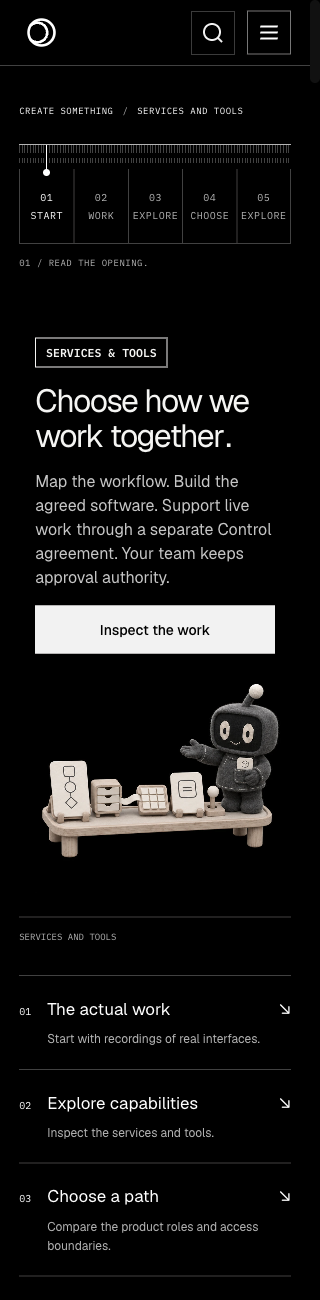 CREATE SOMETHING / SERVICES AND TOOLS
01 02 03 04 05
START WORK EXPLORE CHOOSE EXPLORE
01 / READ THE OPENING.
SERVICES & TOOLS
Choose how we
work together.
Map the workflow. Build the
agreed software. Support live
work through a separate Control
agreement. Your team keeps
approval authority.
Inspect the work
SERVICES AND TOOLS
01 The actual work
Start with recordings of real interfaces.
02 Explore capabilities
Inspect the services and tools.
03 Choose a path
Compare the product roles and access
boundaries.